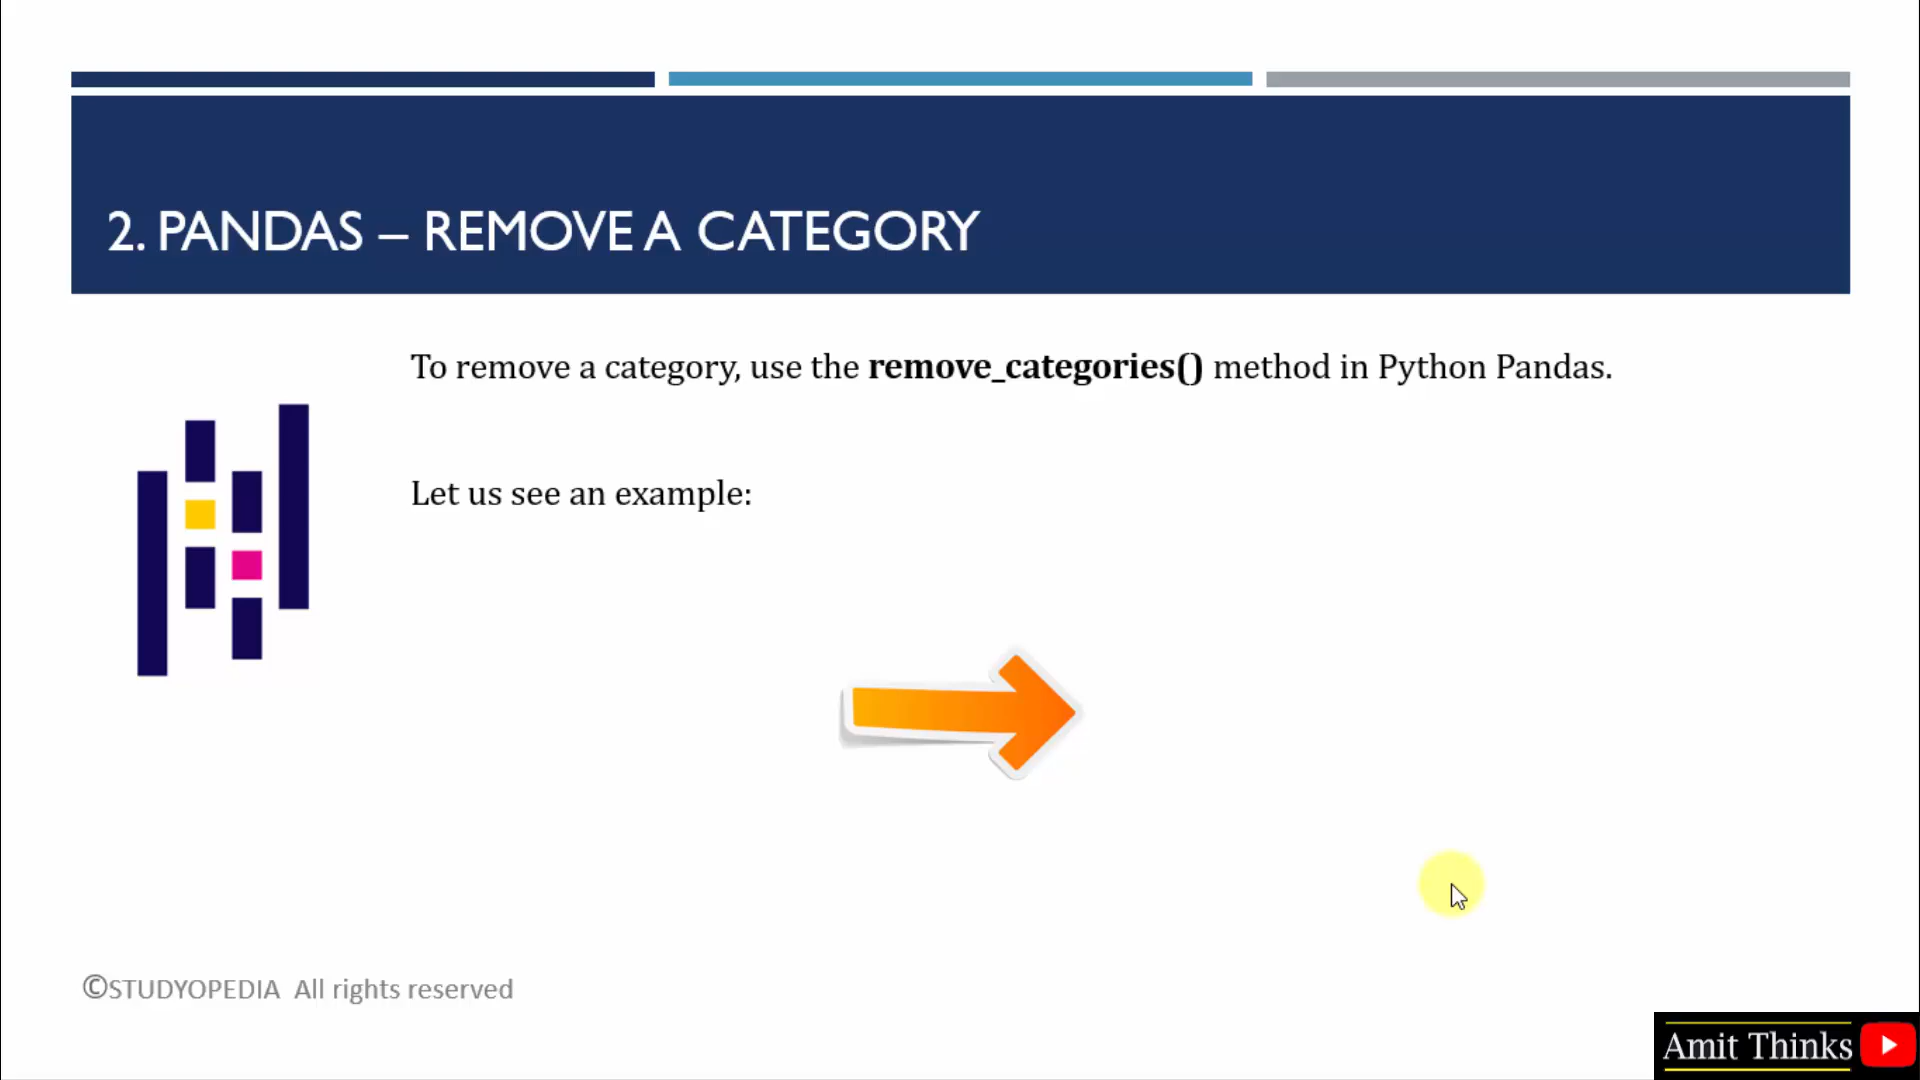 2. PANDAS – REMOVE A CATEGORY
To remove a category, use the remove_categories() method in Python Pandas.
Let us see an example:
©STUDYOPEDIA All rights reserved
Amit Thinks